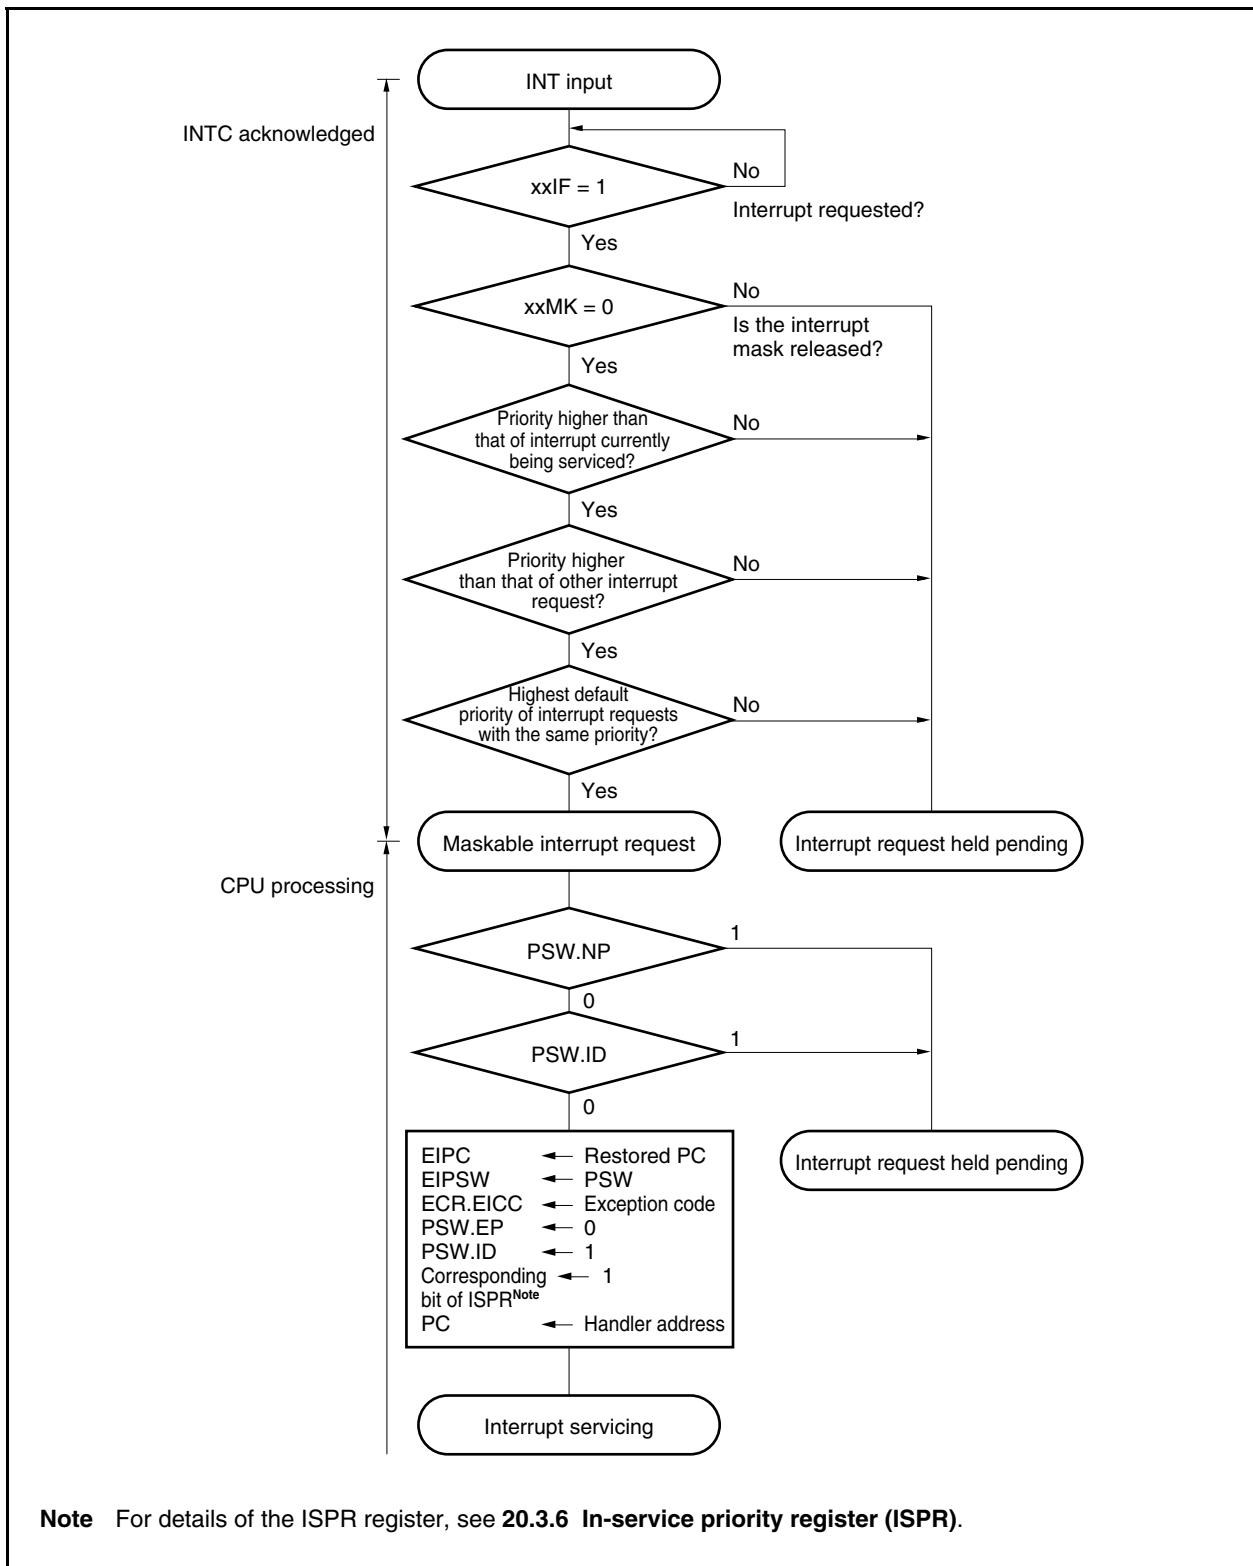 INT input
INTC acknowledged
xxIF = 1
No
Interrupt requested?
Yes
xxMK = 0
No
Is the interrupt
mask released?
Yes
Priority higher than
that of interrupt currently
being serviced?
No
Yes
Priority higher
than that of other interrupt
request?
No
Yes
Highest default
priority of interrupt requests
with the same priority?
No
Yes
Maskable interrupt request
Interrupt request held pending
CPU processing
PSW.NP
1
0
PSW.ID
1
0
EIPC ← Restored PC
EIPSW ← PSW
ECR.EICC ← Exception code
PSW.EP ← 0
PSW.ID ← 1
Corresponding ← 1
bit of ISPRNote
PC ← Handler address
Interrupt request held pending
Interrupt servicing
Note For details of the ISPR register, see 20.3.6 In-service priority register (ISPR).